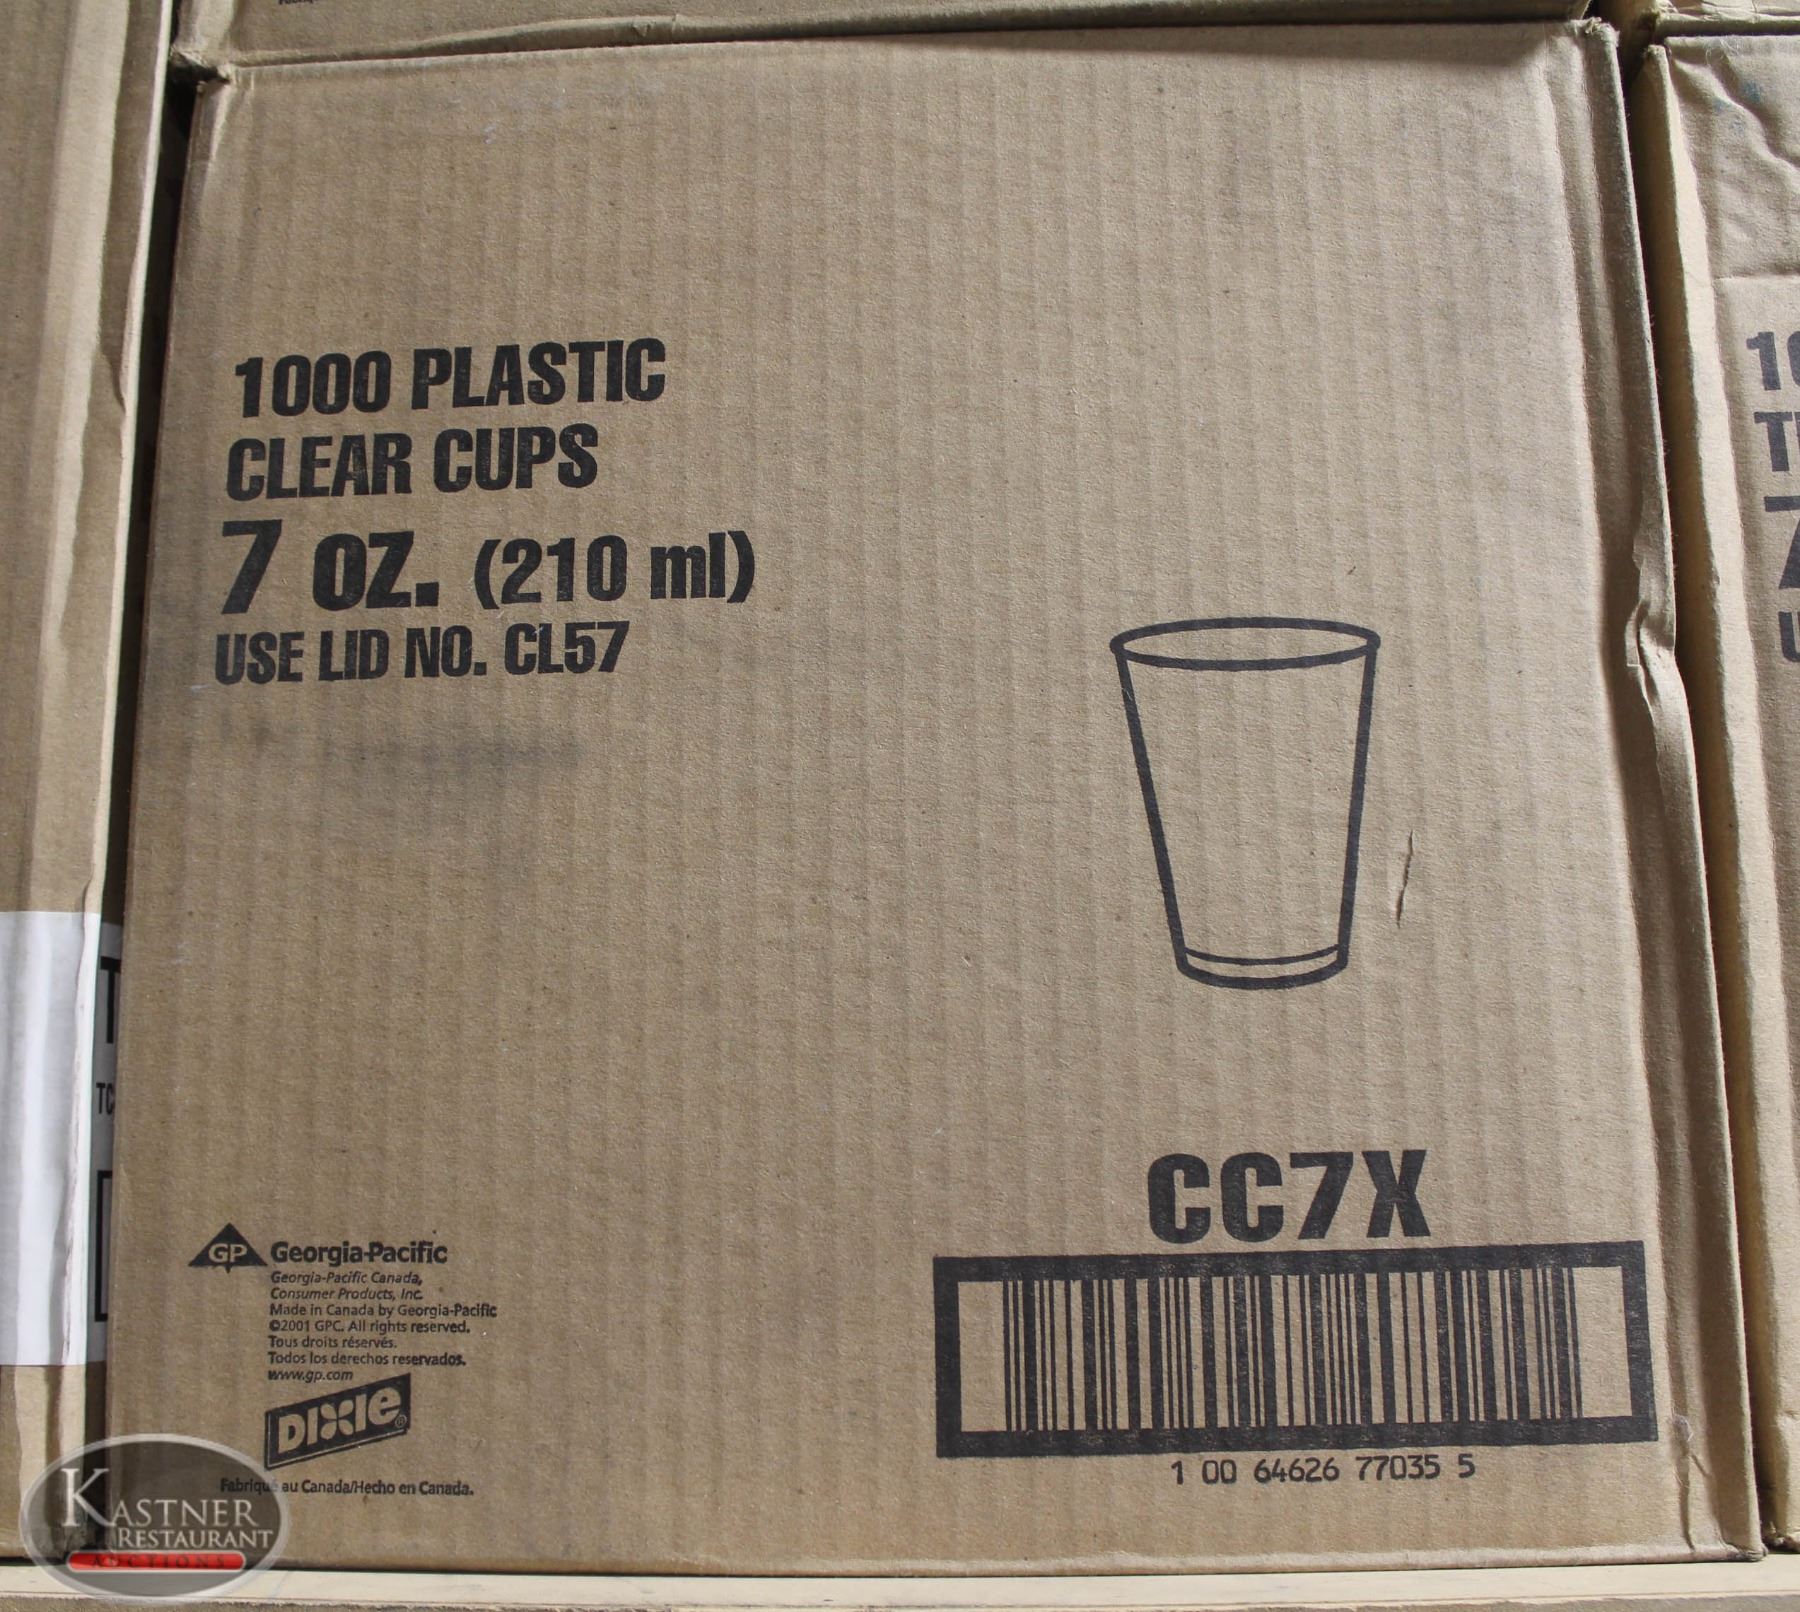 1000 PLASTIC
CLEAR CUPS
7 OZ. (210 ml)
USE LID NO. CL57
CC7X
1 00 64626 77035 5
GP Georgia-Pacific
Georgia-Pacific Canada,
Consumer Products, Inc.
Made in Canada by Georgia-Pacific
©2001 GPC. All rights reserved.
Tous droits réservés.
Todos los derechos reservados.
www.gp.com
DIXIE®
Fabriqué au Canada/Hecho en Canada.
KASTNER
RESTAURANT
AUCTIONS
10
7